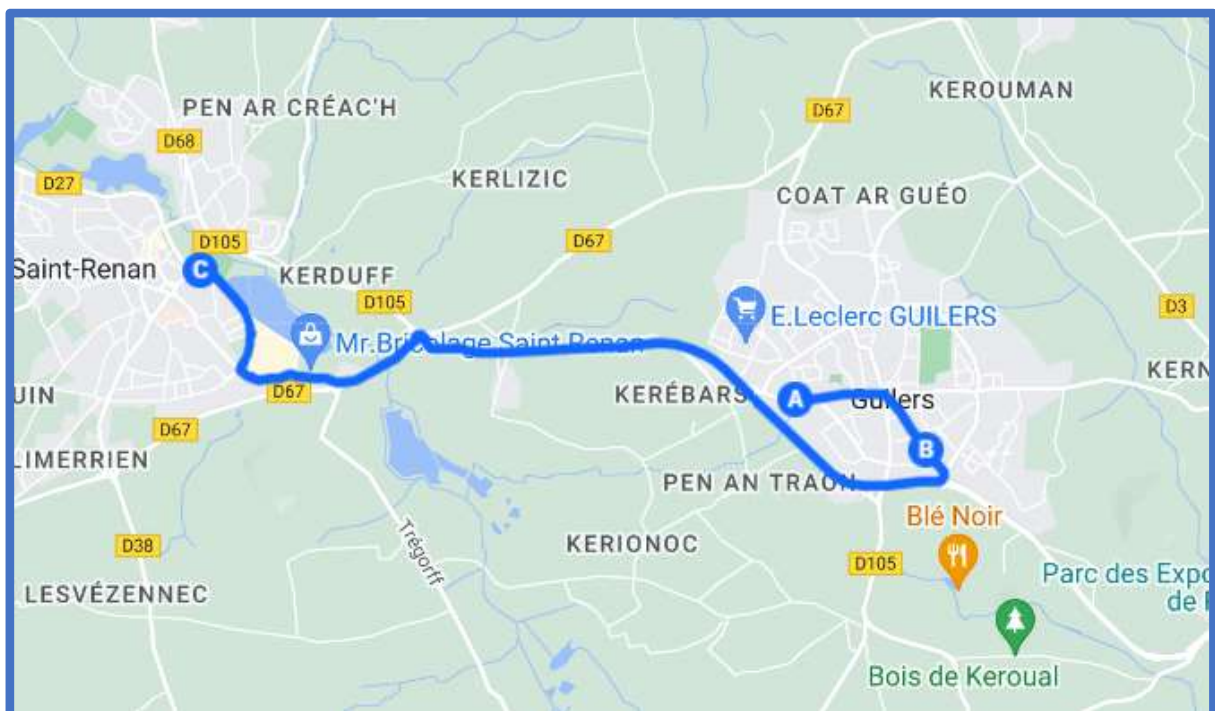 PEN AR CRÉAC'H
D68
D27
KERLIZIC
D67
KEROUMAN
COAT AR GUÉO
D105
Saint-Renan
C
KERDUFF
D67
D105
D3
E.Leclerc GUILERS
Mr.Bricolage Saint Renan
KERN
UIN
D67
KERÉBARS
A
Guilers
D67
B
LIMERRIEN
PEN AN TRAON
Blé Noir
D38
Trégorff
KERIONOC
D105
Parc des Expo
de
LESVÉZENNEC
Bois de Keroual